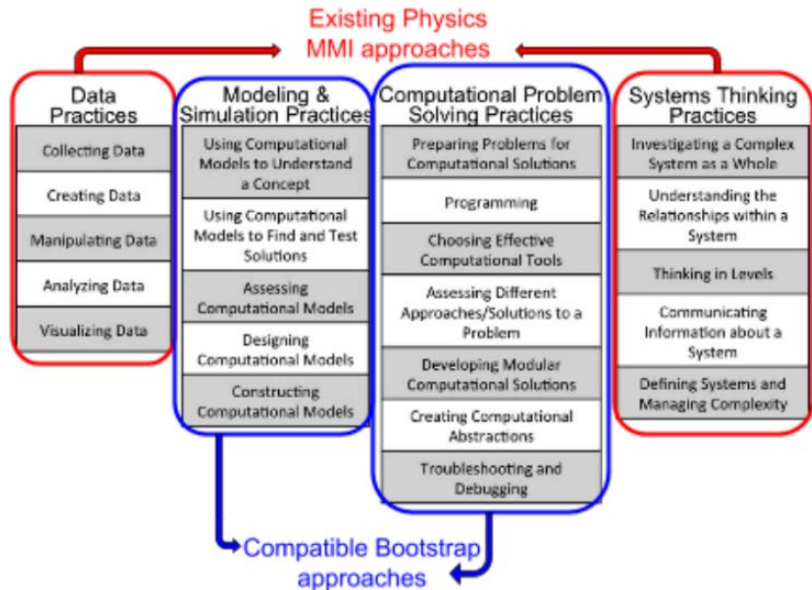 Existing Physics
MMI approaches
Data
Practices
Collecting Data
Creating Data
Manipulating Data
Analyzing Data
Visualizing Data
Modeling &
Simulation Practices
Using Computational
Models to Understand
a Concept
Using Computational
Models to Find and Test
Solutions
Assessing
Computational Models
Designing
Computational Models
Constructing
Computational Models
Computational Problem
Solving Practices
Preparing Problems for
Computational Solutions
Programming
Choosing Effective
Computational Tools
Assessing Different
Approaches/Solutions to a
Problem
Developing Modular
Computational Solutions
Creating Computational
Abstractions
Troubleshooting and
Debugging
Systems Thinking
Practices
Investigating a Complex
System as a Whole
Understanding the
Relationships within a
System
Thinking in Levels
Communicating
Information about a
System
Defining Systems and
Managing Complexity
Compatible Bootstrap
approaches